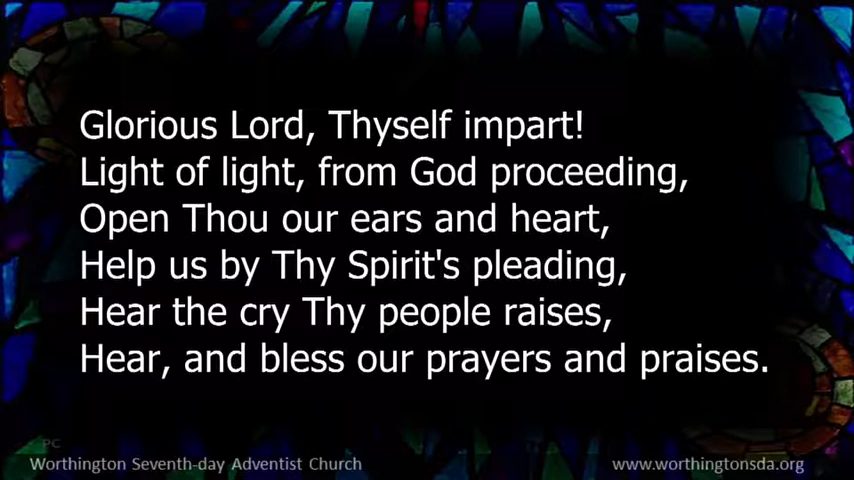 Glorious Lord, Thyself impart!
Light of light, from God proceeding,
Open Thou our ears and heart,
Help us by Thy Spirit's pleading,
Hear the cry Thy people raises,
Hear, and bless our prayers and praises.
PC
Worthington Seventh-day Adventist Church
www.worthingtonsda.org